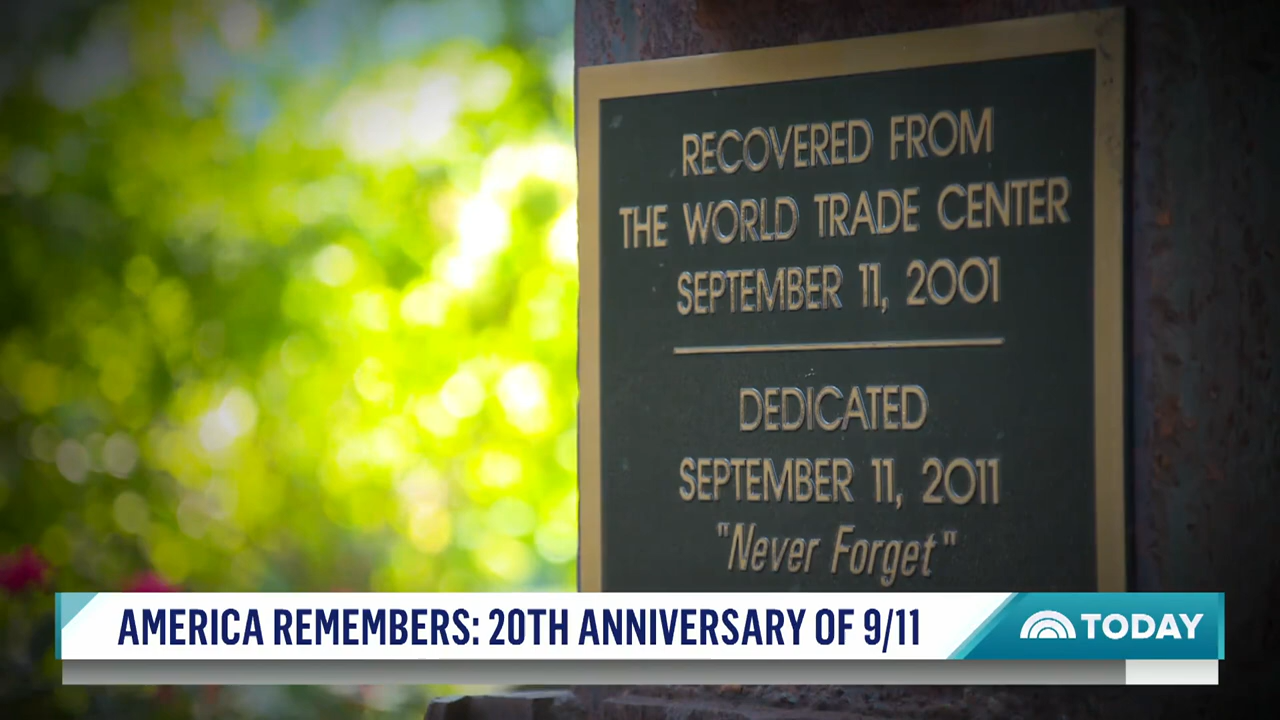 RECOVERED FROM
THE WORLD TRADE CENTER
SEPTEMBER 11, 2001
DEDICATED
SEPTEMBER 11, 2011
"Never Forget"
AMERICA REMEMBERS: 20TH ANNIVERSARY OF 9/11
TODAY